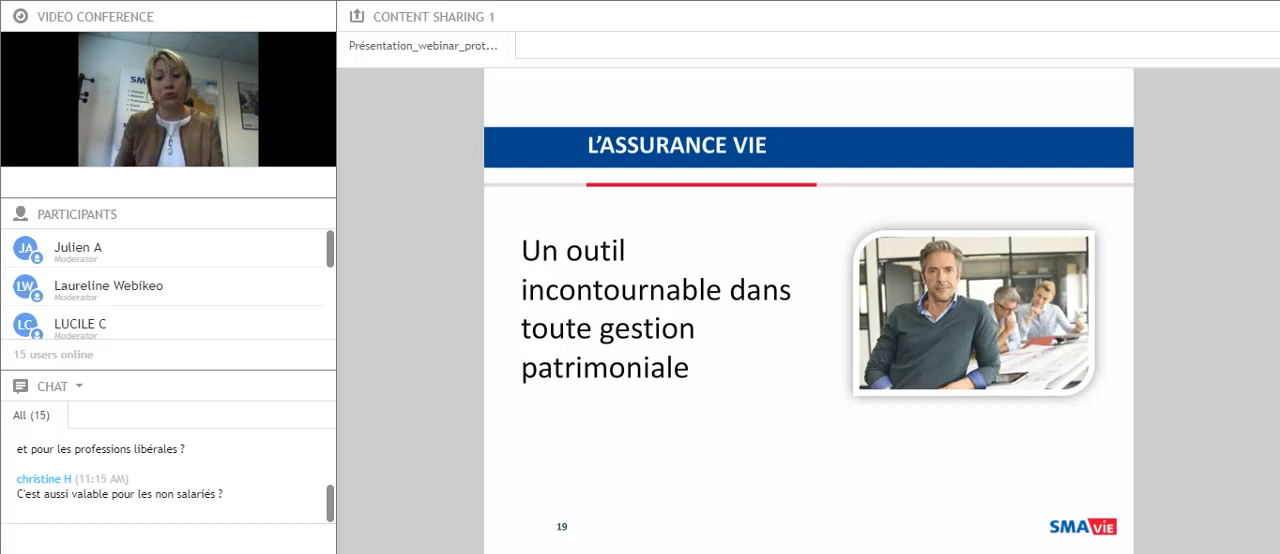 VIDEO CONFERENCE
SM
PARTICIPANTS
JA
Julien A
Moderator
LW
Laureline Webikeo
Moderator
LC
LUCILE C
Moderator
15 users online
CHAT
All (15)
et pour les professions libérales ?
christine H (11:15 AM)
C'est aussi valable pour les non salariés ?
CONTENT SHARING 1
Présentation_webinar_prot...
L'ASSURANCE VIE
Un outil
incontournable dans
toute gestion
patrimoniale
19
SMAVIE